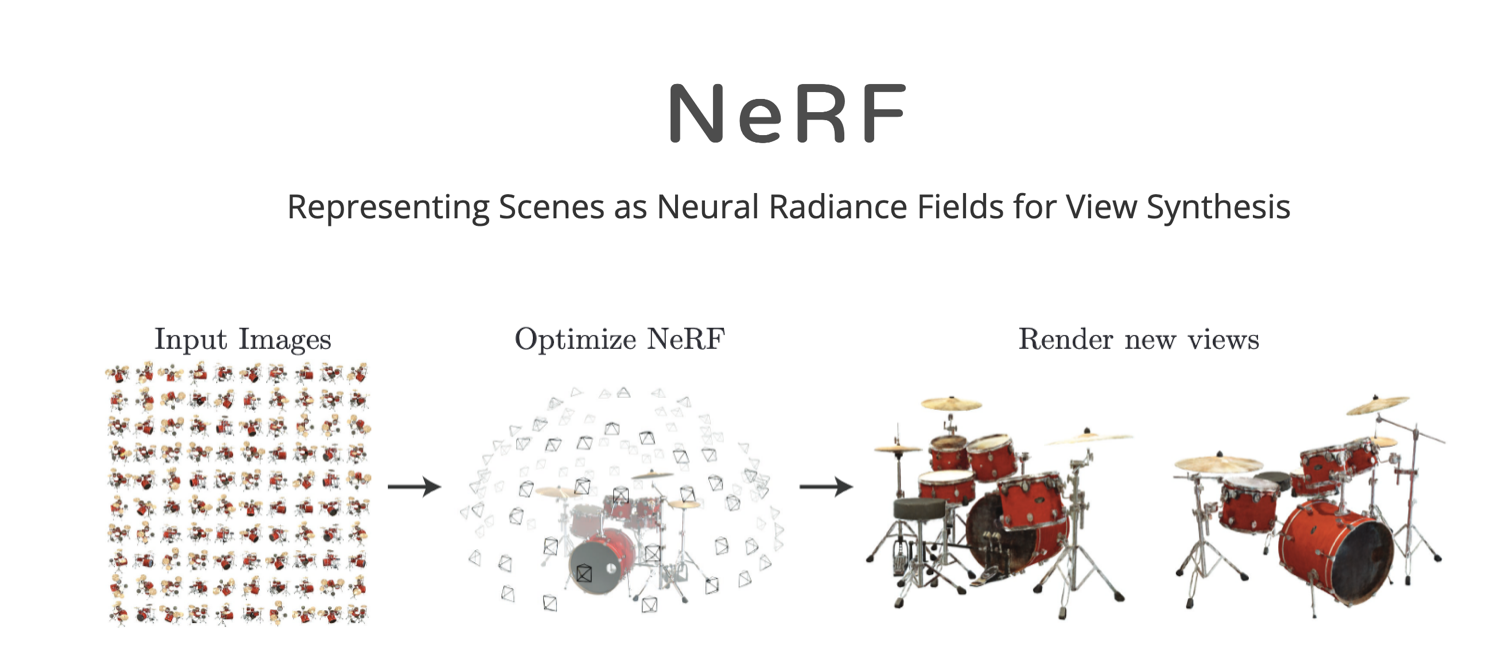 NeRF
Representing Scenes as Neural Radiance Fields for View Synthesis
Input Images
Optimize NeRF
Render new views